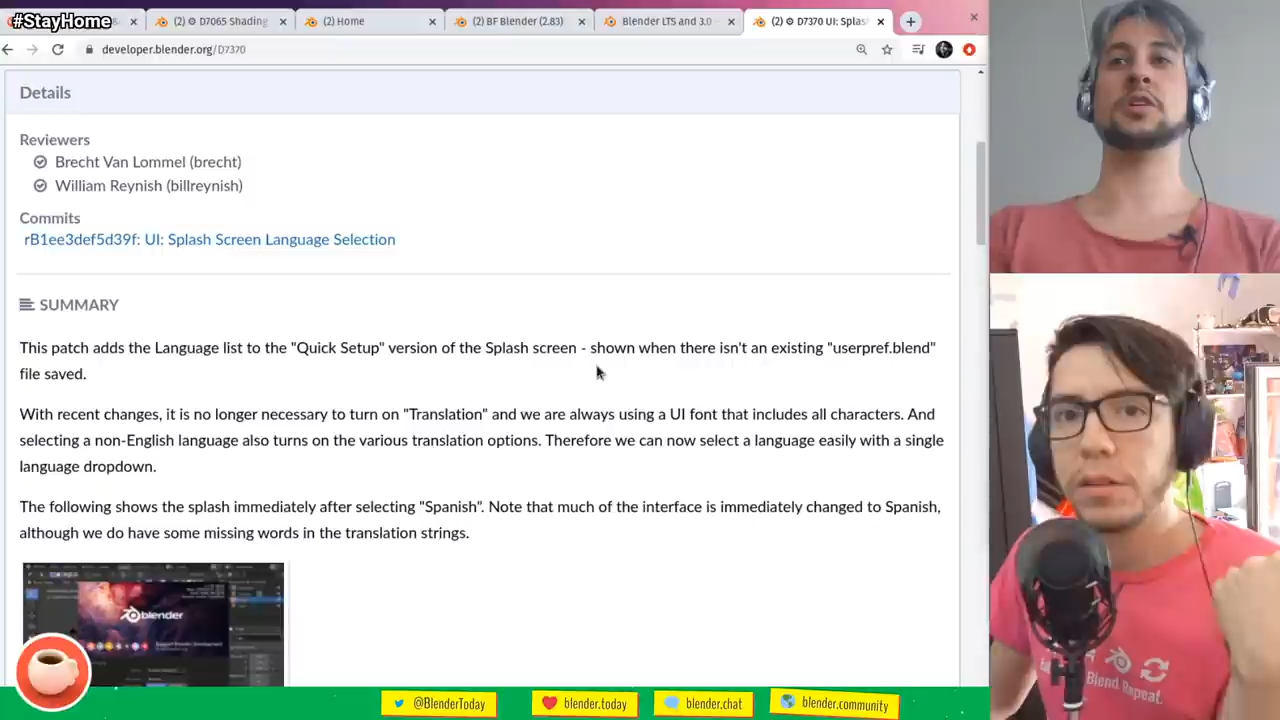 #StayHome
(2) ⚙ D7065 Shading
(2) Home
(2) BF Blender (2.83)
Blender LTS and 3.0
(2) ⚙ D7370 UI: Splas
developer.blender.org/D7370
Details
Reviewers
Brecht Van Lommel (brecht)
William Reynish (billreynish)
Commits
rB1ee3def5d39f: UI: Splash Screen Language Selection
SUMMARY
This patch adds the Language list to the "Quick Setup" version of the Splash screen - shown when there isn't an existing "userpref.blend"
file saved.
With recent changes, it is no longer necessary to turn on "Translation" and we are always using a UI font that includes all characters. And
selecting a non-English language also turns on the various translation options. Therefore we can now select a language easily with a single
language dropdown.
The following shows the splash immediately after selecting "Spanish". Note that much of the interface is immediately changed to Spanish,
although we do have some missing words in the translation strings.
blender
Blend. Repeat.
@BlenderToday
blender.today
blender.chat
blender.community